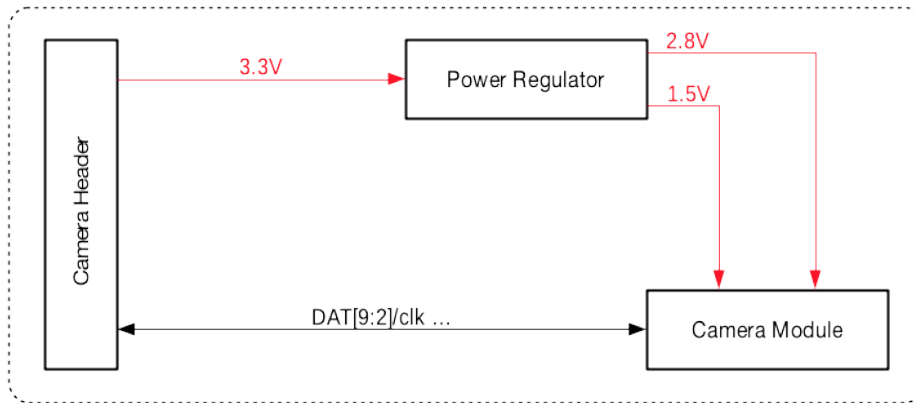 2.8V
3.3V
Power Regulator
1.5V
Camera Header
DAT[9:2]/clk ...
Camera Module